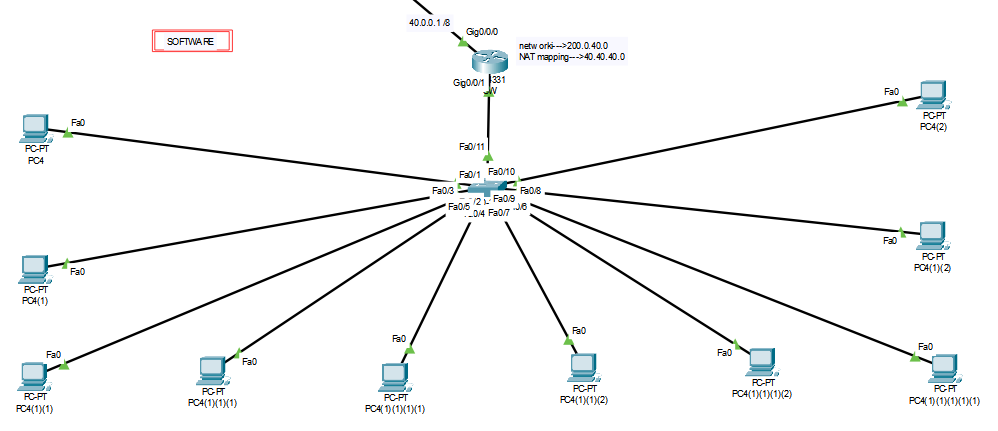 40.0.0.1 /8
Gig0/0/0
SOFTWARE
netw orki--->200.0.40.0
NAT mapping--->40.40.40.0
Gig0/0/1
331
Fa0
PC-PT
PC4(2)
Fa0
PC-PT
PC4
Fa0/11
Fa0/1
Fa0/10
Fa0/3
Fa0/8
Fa0/5
Fa0/9
Fa0/7
Fa0
PC-PT
PC4(1)(2)
Fa0
PC-PT
PC4(1)
Fa0
PC-PT
PC4(1)(1)
Fa0
PC-PT
PC4(1)(1)(1)
Fa0
PC-PT
PC4(1)(1)(1)(1)
Fa0
PC-PT
PC4(1)(1)(2)
Fa0
PC-PT
PC4(1)(1)(1)(2)
Fa0
PC-PT
PC4(1)(1)(1)(1)(1)